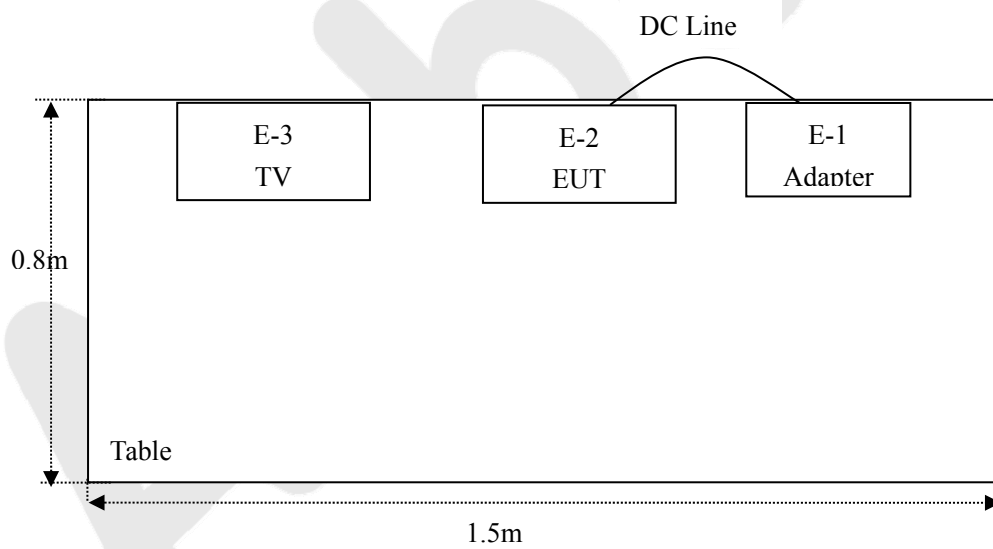 DC Line
E-3
TV
E-2
EUT
E-1
Adapter
0.8m
Table
1.5m